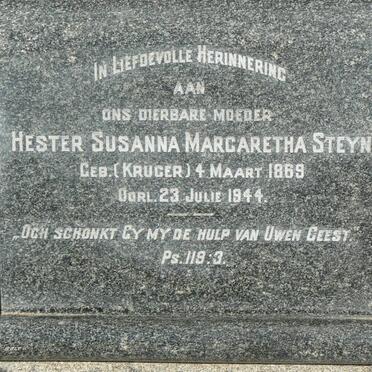 IN LIEFDEVOLLE HERINNERING
AAN
ONS DIERBARE MOEDER
HESTER SUSANNA MARGARETHA STEYN
GEB.(KRUGER) 4 MAART 1869
OORL. 23 JULIE 1944.
„OCH SCHONKT GY MY DE HULP VAN UWEN GEEST.
PS.119:3.